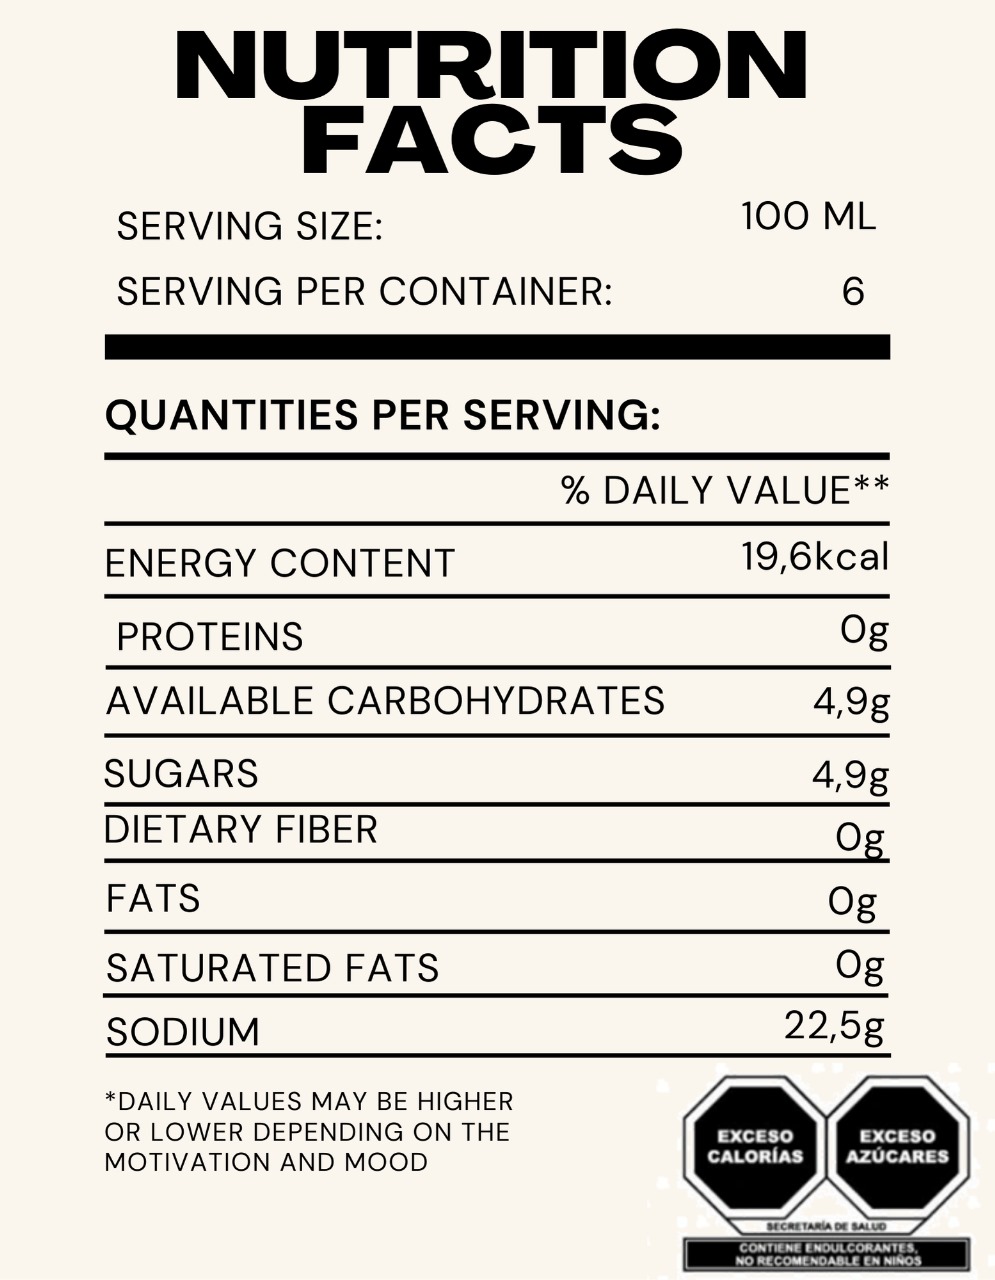 NUTRITION
FACTS
SERVING SIZE: 100 ML
SERVING PER CONTAINER: 6
QUANTITIES PER SERVING:
% DAILY VALUE**
ENERGY CONTENT 19,6kcal
PROTEINS 0g
AVAILABLE CARBOHYDRATES 4,9g
SUGARS 4,9g
DIETARY FIBER 0g
FATS 0g
SATURATED FATS 0g
SODIUM 22,5g
*DAILY VALUES MAY BE HIGHER
OR LOWER DEPENDING ON THE
MOTIVATION AND MOOD
EXCESO
CALORÍAS
EXCESO
AZÚCARES
SECRETARÍA DE SALUD
CONTIENE ENDULCORANTES,
NO RECOMENDABLE EN NIÑOS